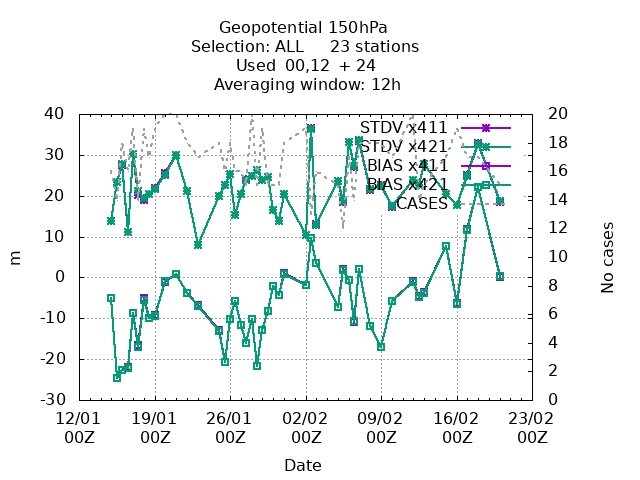 Geopotential 150hPa
Selection: ALL 23 stations
Used 00,12 + 24
Averaging window: 12h
40
30
20
10
0
-10
-20
-30
m
20
18
16
14
12
10
8
6
4
2
0
No cases
STDV x411
STDV x421
BIAS x411
BIAS x421
CASES
12/01 19/01 26/01 02/02 09/02 16/02 23/02
00Z 00Z 00Z 00Z 00Z 00Z 00Z
Date